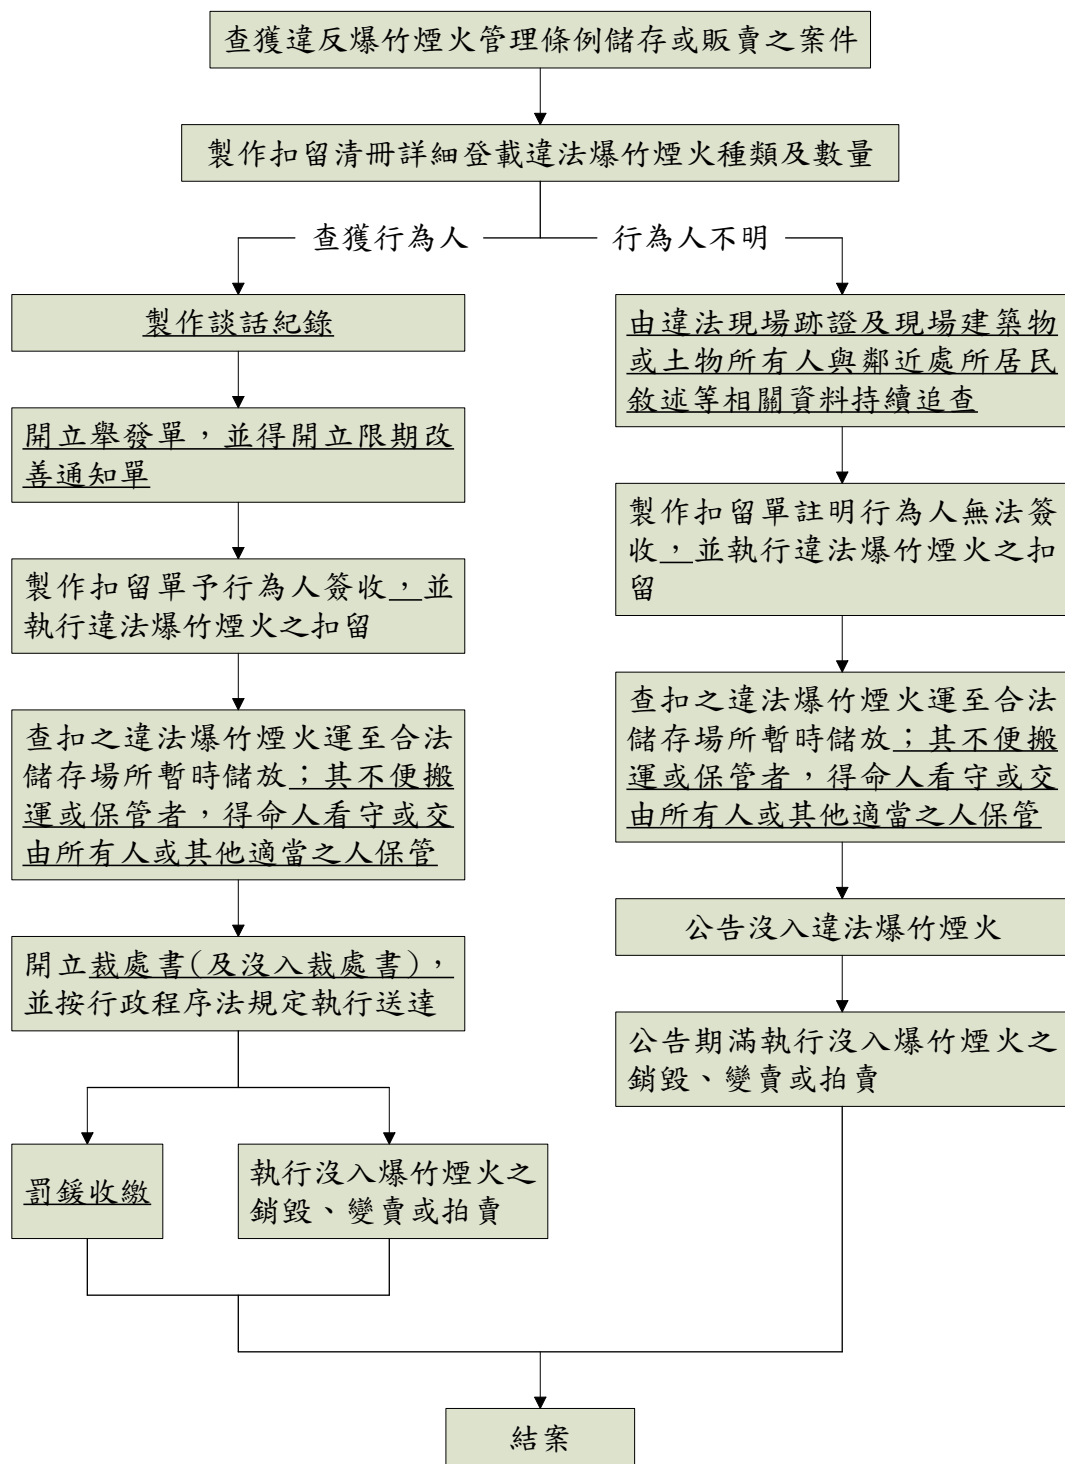 查獲違反爆竹煙火管理條例儲存或販賣之案件
製作扣留清冊詳細登載違法爆竹煙火種類及數量
查獲行為人
行為人不明
製作談話紀錄
開立舉發單，並得開立限期改
善通知單
製作扣留單予行為人簽收，並
執行違法爆竹煙火之扣留
查扣之違法爆竹煙火運至合法
儲存場所暫時儲放；其不便搬
運或保管者，得命人看守或交
由所有人或其他適當之人保管
開立裁處書(及沒入裁處書)，
並按行政程序法規定執行送達
罰鍰收繳
執行沒入爆竹煙火之
銷毀、變賣或拍賣
由違法現場跡證及現場建築物
或土物所有人與鄰近處所居民
敘述等相關資料持續追查
製作扣留單註明行為人無法簽
收，並執行違法爆竹煙火之扣
留
查扣之違法爆竹煙火運至合法
儲存場所暫時儲放；其不便搬
運或保管者，得命人看守或交
由所有人或其他適當之人保管
公告沒入違法爆竹煙火
公告期滿執行沒入爆竹煙火之
銷毀、變賣或拍賣
結案